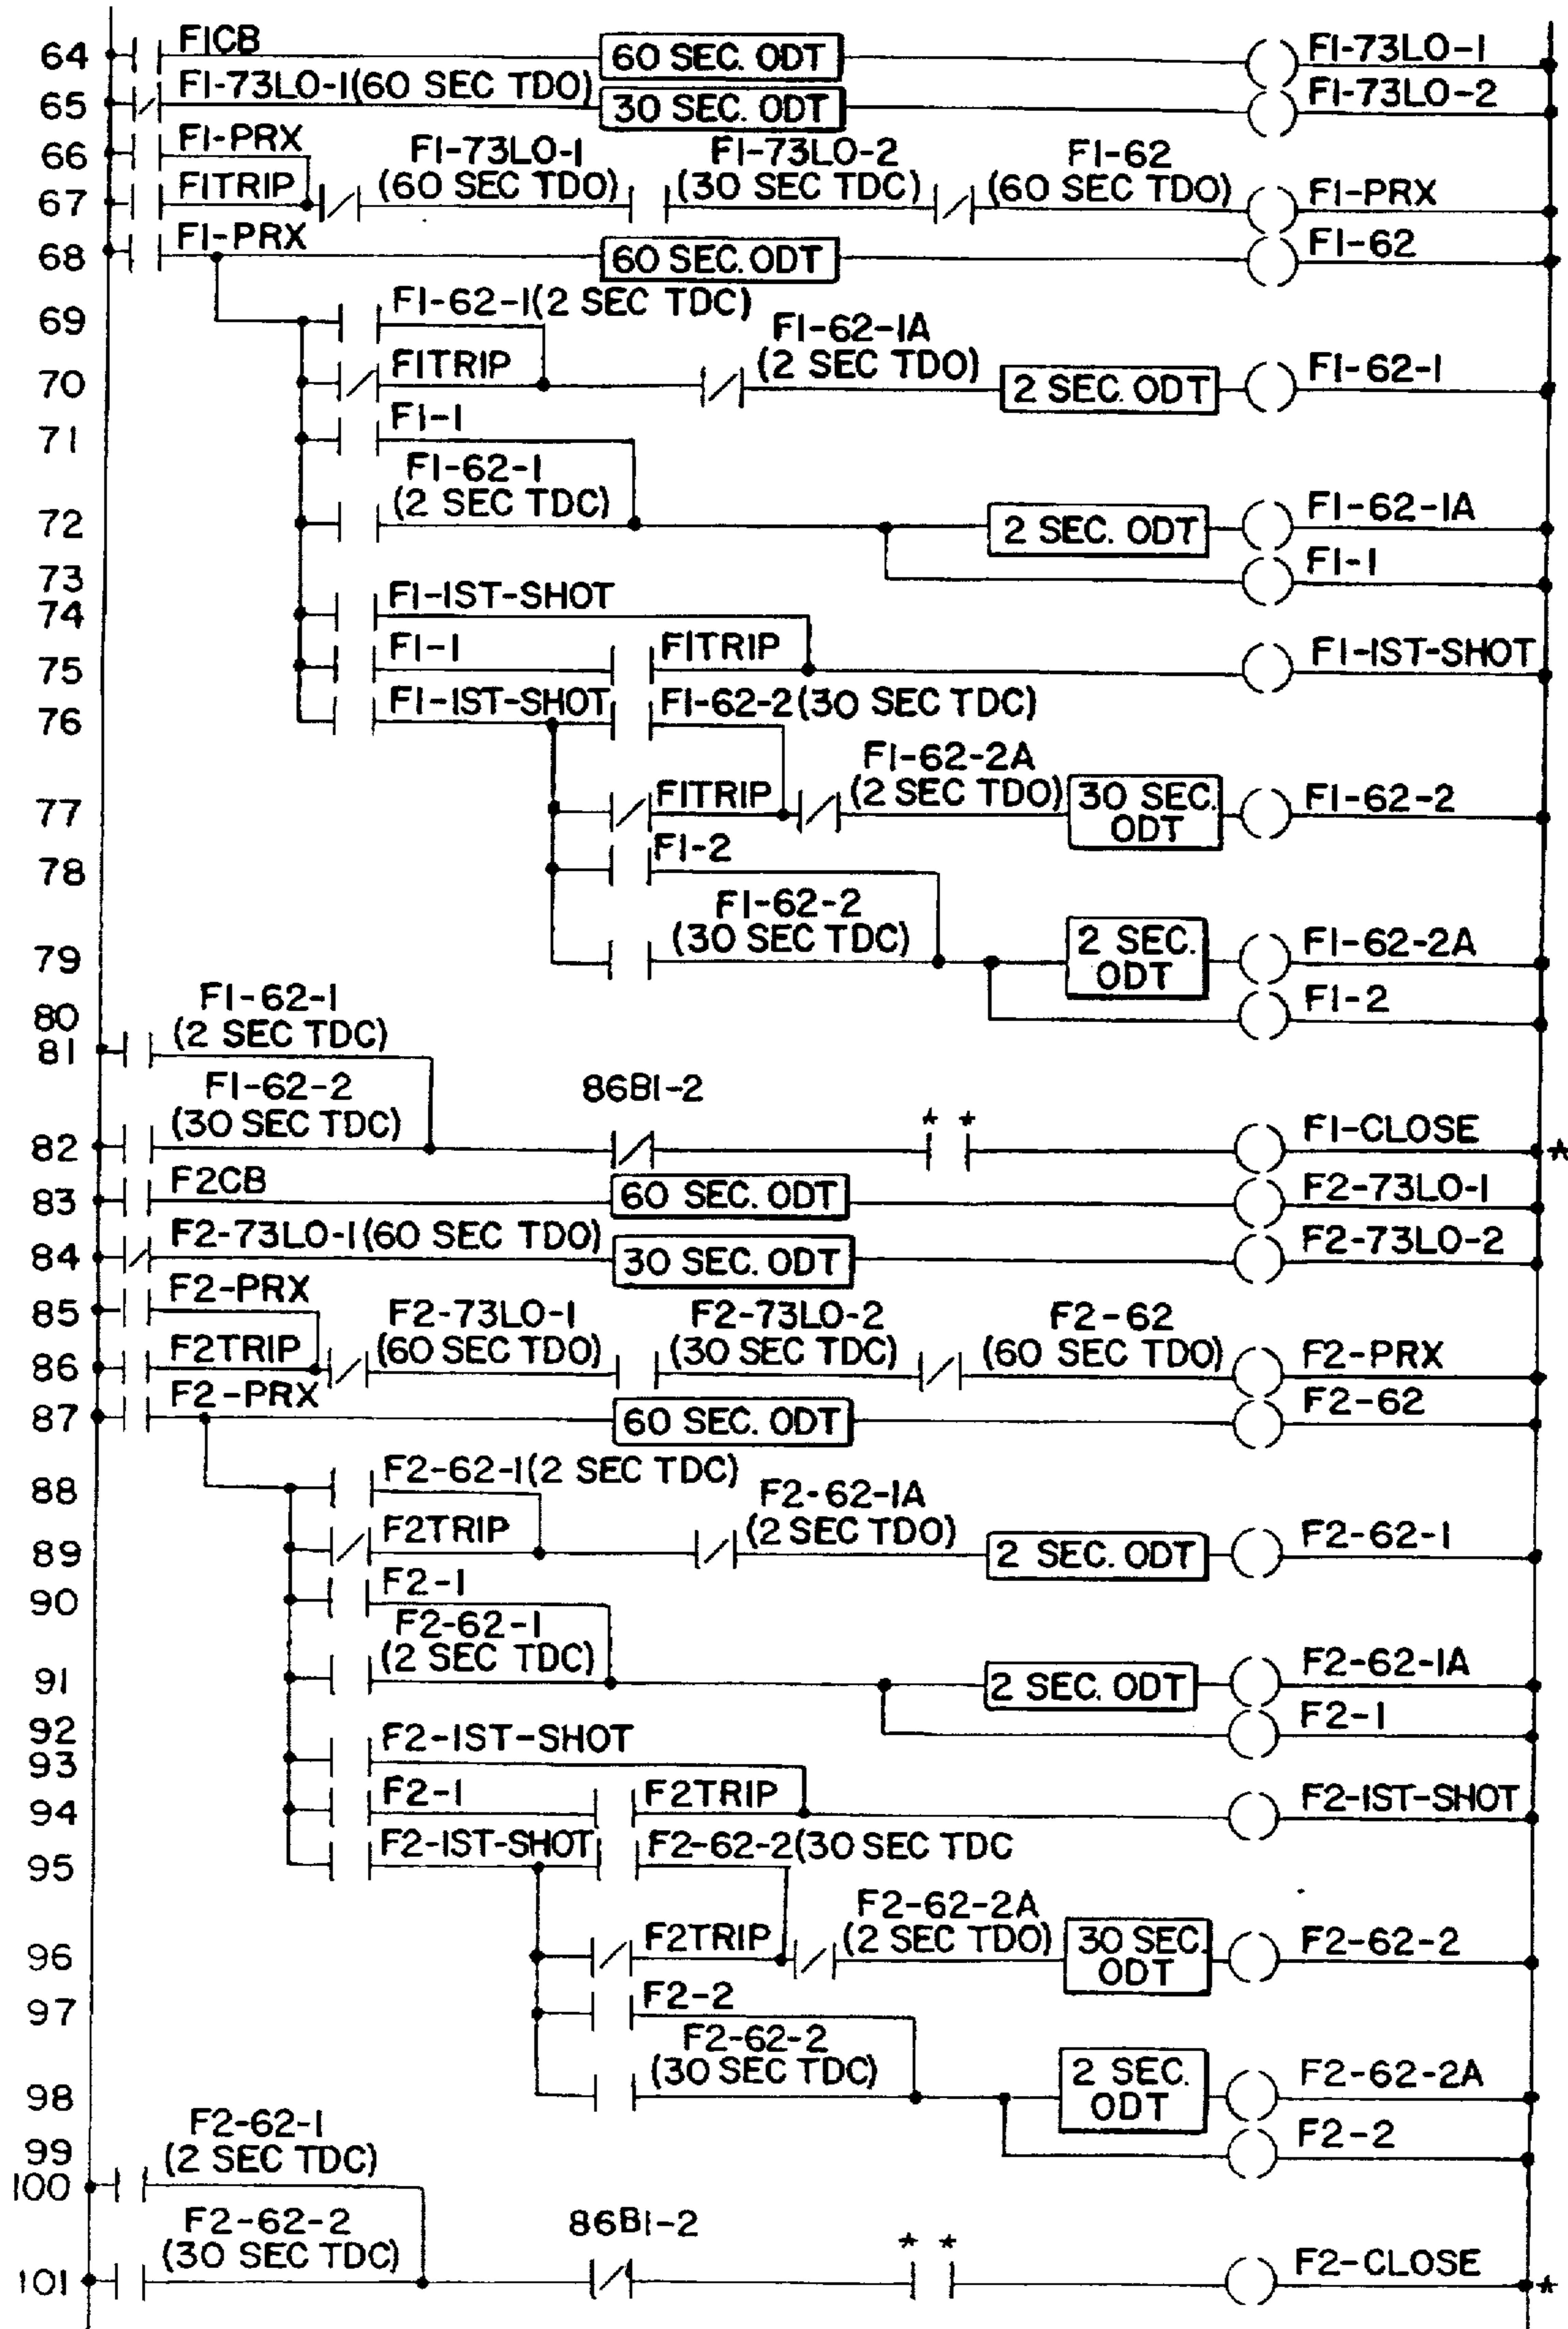 64 F1CB 60 SEC. ODT F1-73LO-1
65 F1-73LO-1(60 SEC TDO) 30 SEC. ODT F1-73LO-2
66 F1-PRX F1-73LO-1 F1-73LO-2 F1-62
(60 SEC TDO) (30 SEC TDC) (60 SEC TDO)
67 F1TRIP F1-PRX
68 F1-PRX 60 SEC. ODT F1-62
69 F1-62-1(2 SEC TDC)
F1-62-1A
(2 SEC TDO)
70 F1TRIP 2 SEC. ODT F1-62-1
71 F1-1
F1-62-1
(2 SEC TDC)
72 2 SEC. ODT F1-62-1A
73 F1-1
74 F1-1ST-SHOT
75 F1-1 F1TRIP F1-1ST-SHOT
76 F1-1ST-SHOT F1-62-2(30 SEC TDC)
F1-62-2A
(2 SEC TDO)
77 F1TRIP 30 SEC. ODT F1-62-2
78 F1-2
F1-62-2
(30 SEC TDC)
79 2 SEC. ODT F1-62-2A
80 F1-2
F1-62-1
(2 SEC TDC)
81
F1-62-2 86B1-2
(30 SEC TDC) * *
82 F1-CLOSE *
83 F2CB 60 SEC. ODT F2-73LO-1
84 F2-73LO-1(60 SEC TDO) 30 SEC. ODT F2-73LO-2
85 F2-PRX F2-73LO-1 F2-73LO-2 F2-62
(60 SEC TDO) (30 SEC TDC) (60 SEC TDO)
86 F2TRIP F2-PRX
87 F2-PRX 60 SEC. ODT F2-62
88 F2-62-1(2 SEC TDC)
F2-62-1A
(2 SEC TDO)
89 F2TRIP 2 SEC. ODT F2-62-1
90 F2-1
F2-62-1
(2 SEC TDC)
91 2 SEC. ODT F2-62-1A
92 F2-1
93 F2-1ST-SHOT
94 F2-1 F2TRIP F2-1ST-SHOT
95 F2-1ST-SHOT F2-62-2(30 SEC TDC
F2-62-2A
(2 SEC TDO)
96 F2TRIP 30 SEC. ODT F2-62-2
97 F2-2
F2-62-2
(30 SEC TDC)
98 2 SEC. ODT F2-62-2A
99 F2-2
F2-62-1
(2 SEC TDC)
100
F2-62-2 86B1-2
(30 SEC TDC) * *
101 F2-CLOSE *